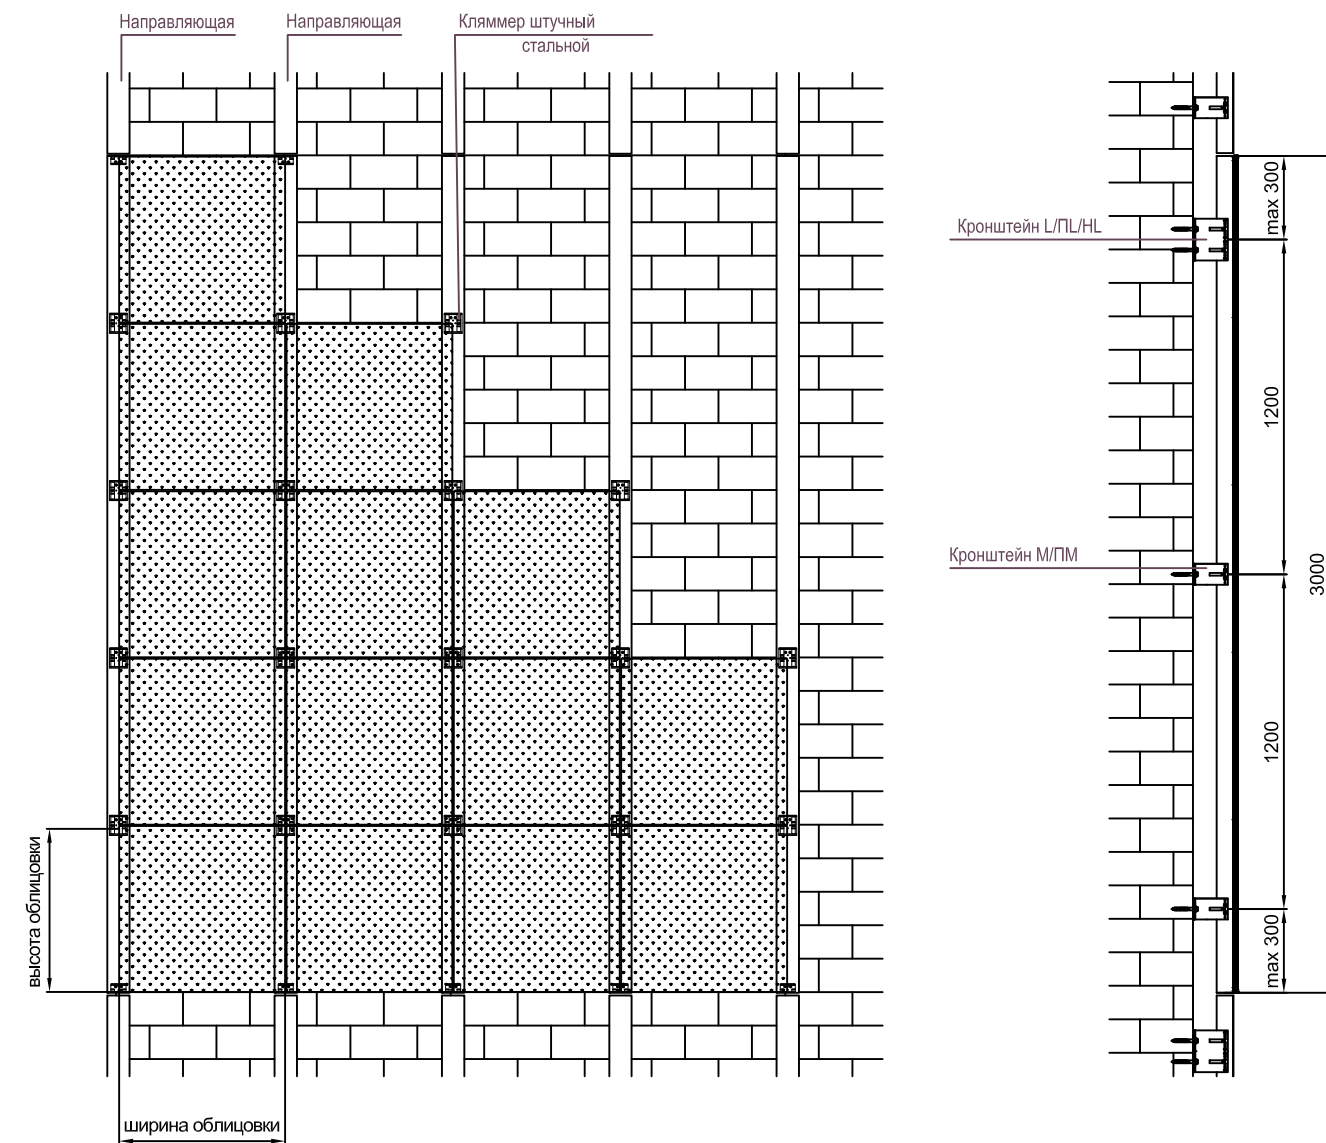 Направляющая
Направляющая
Кляммер штучный
стальной
Кронштейн L/ПL/HL
Кронштейн М/ПМ
max 300
1200
3000
1200
max 300
высота облицовки
ширина облицовки